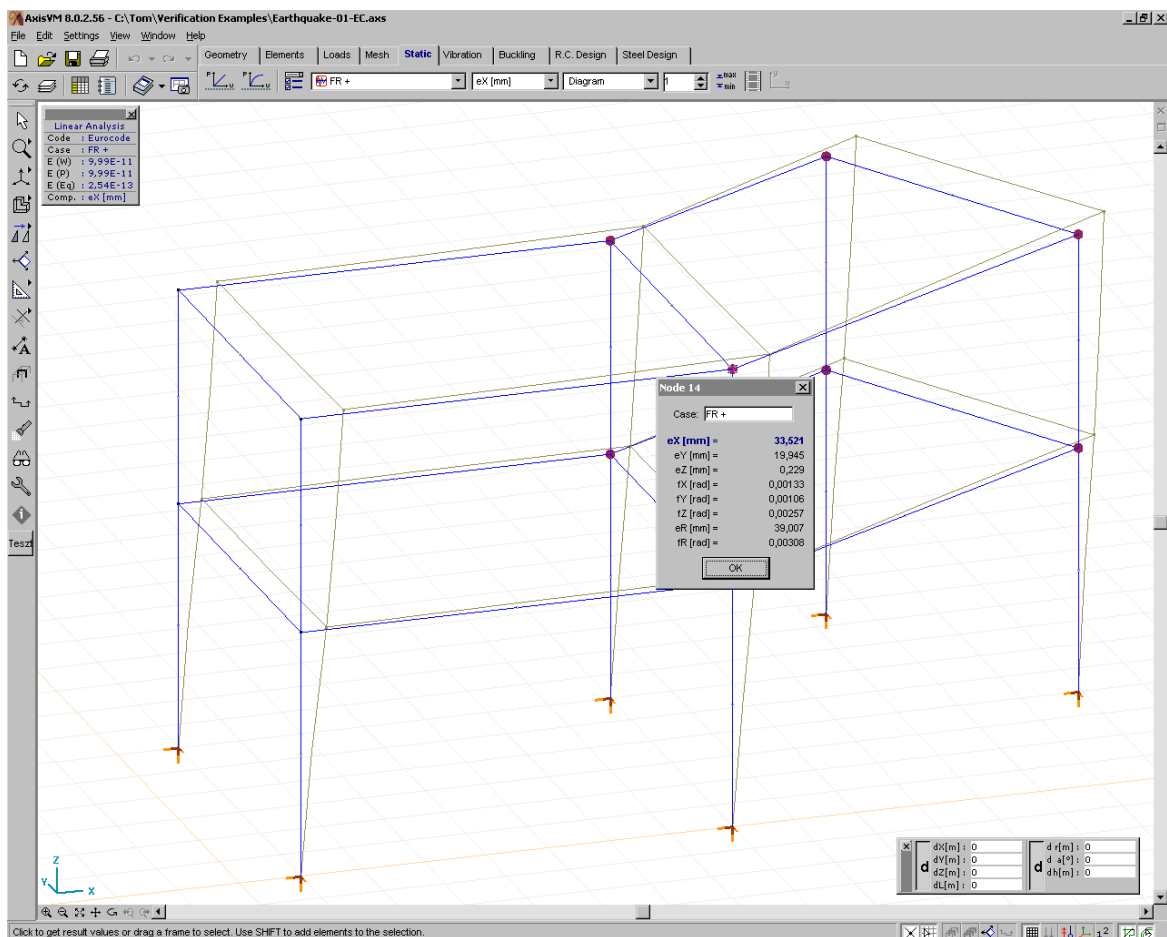 AxisVM 8.0.2.56 - C:\Tom\Verification Examples\Earthquake-01-EC.axs
File Edit Settings View Window Help
Geometry Elements Loads Mesh Static Vibration Buckling R.C. Design Steel Design
FR + eX [mm] Diagram 1 max min
Linear Analysis
Code : Eurocode
Case : FR +
E (W) : 9,99E-11
E (P) : 9,99E-11
E (Eq) : 2,54E-13
Comp. : eX [mm]
Teszt
Node 14
Case: FR +
eX [mm] = 33,521
eY [mm] = 19,945
eZ [mm] = 0,229
fX [rad] = 0,00133
fY [rad] = 0,00106
fZ [rad] = 0,00257
eR [mm] = 39,007
fR [rad] = 0,00308
OK
Z
Y X
d
dX[m] : 0
dY[m] : 0
dZ[m] : 0
dL[m] : 0
d
d r[m] : 0
d a[°] : 0
dh[m] : 0
Click to get result values or drag a frame to select. Use SHIFT to add elements to the selection.